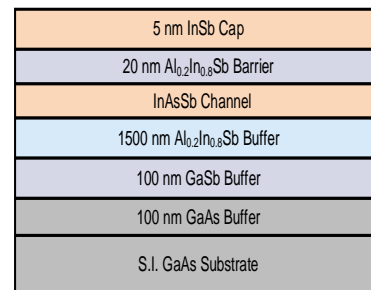 5 nm InSb Cap
20 nm Al₀.₂In₀.₈Sb Barrier
InAsSb Channel
1500 nm Al₀.₂In₀.₈Sb Buffer
100 nm GaSb Buffer
100 nm GaAs Buffer
S.I. GaAs Substrate